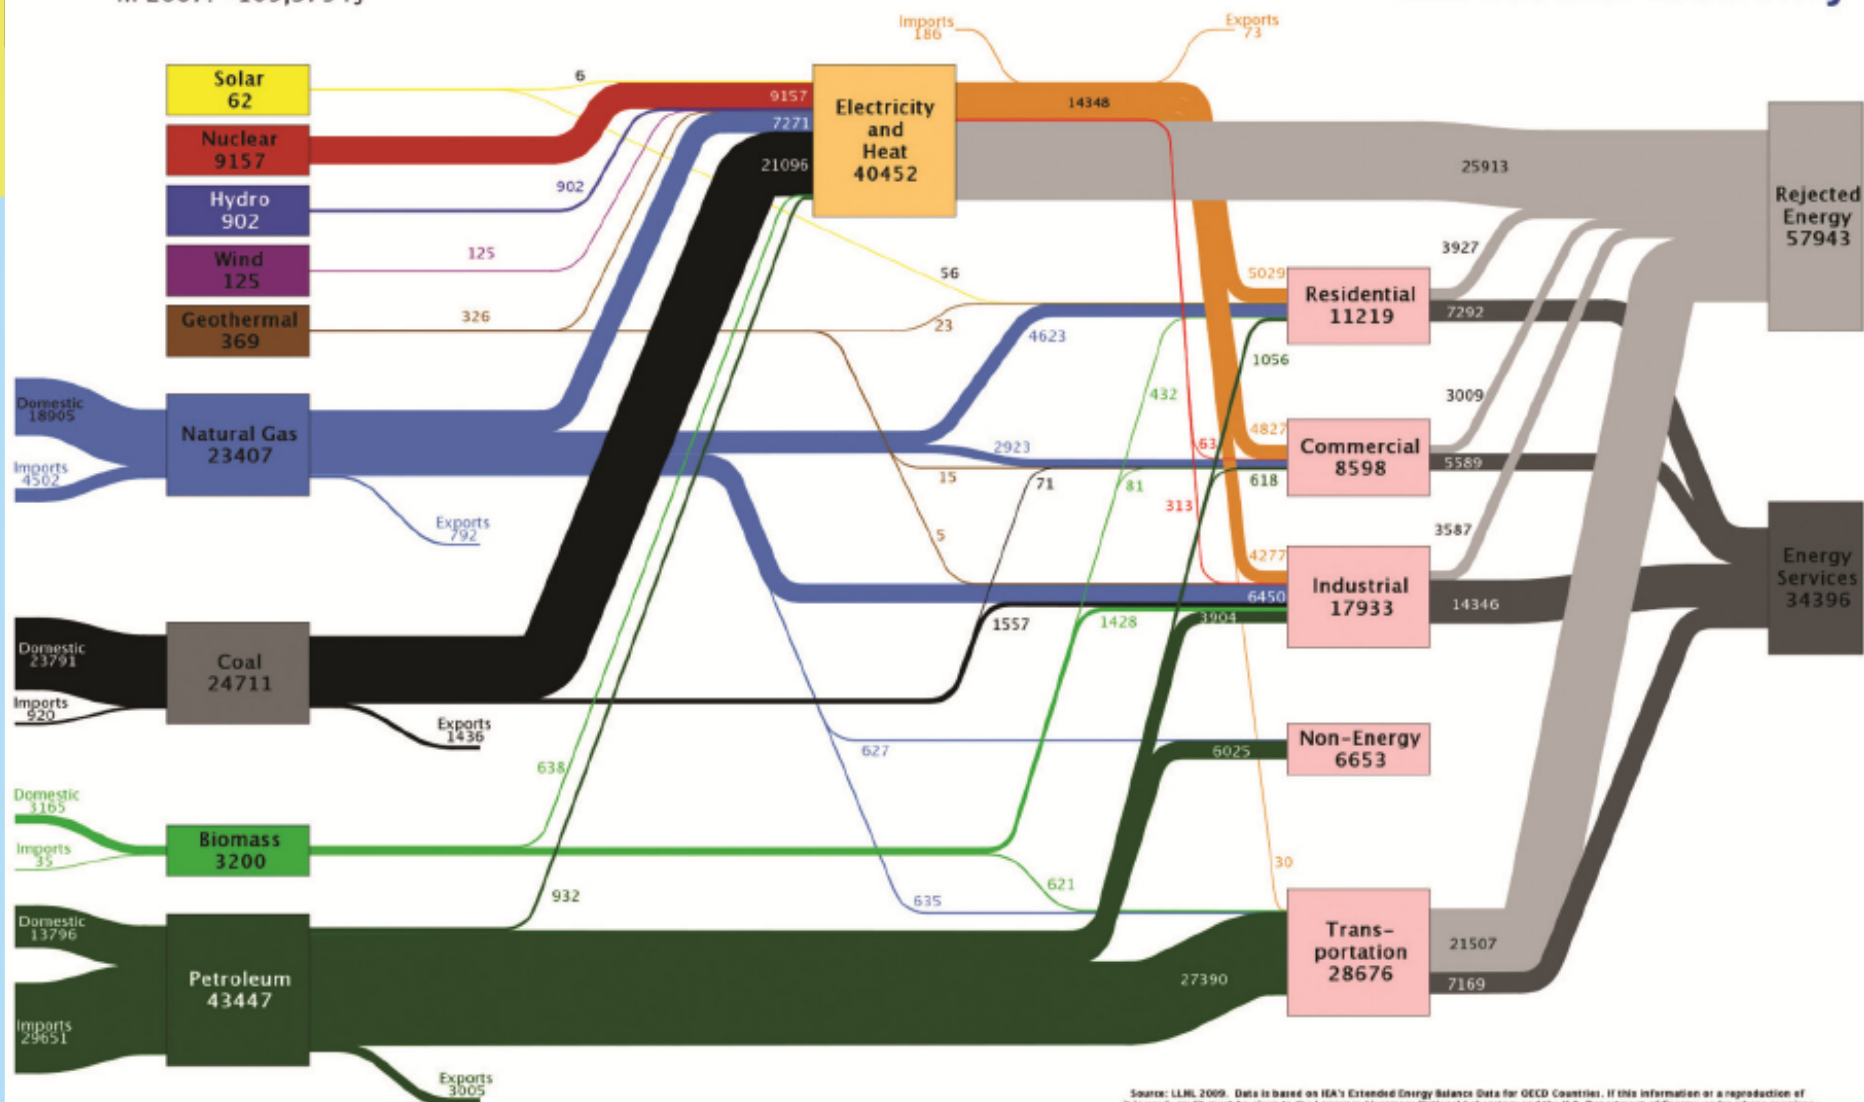 Imports
186
Exports
73
Solar
62
6
Nuclear
9157
9157
7271
21096
Electricity
and
Heat
40452
14348
25913
Rejected
Energy
57943
Hydro
902
902
Wind
125
125
Geothermal
369
326
56
23
4623
5029
Residential
11219
3927
7292
1056
432
Domestic
18905
Imports
4502
Natural Gas
23407
Exports
792
2923
15
71
81
63
4827
618
Commercial
8598
3009
5589
5
313
4277
6450
3904
Industrial
17933
3587
14346
Energy
Services
34396
Domestic
23791
Imports
920
Coal
24711
Exports
1436
1557
1428
627
6025
Non-Energy
6653
638
Domestic
3165
Imports
35
Biomass
3200
932
621
635
30
Domestic
13796
Imports
29651
Petroleum
43447
Exports
3005
27390
Trans-
portation
28676
21507
7169
Source: LLNL 2009. Data is based on IEA's Extended Energy Balance Data for OECD Countries. If this information or a reproduction of